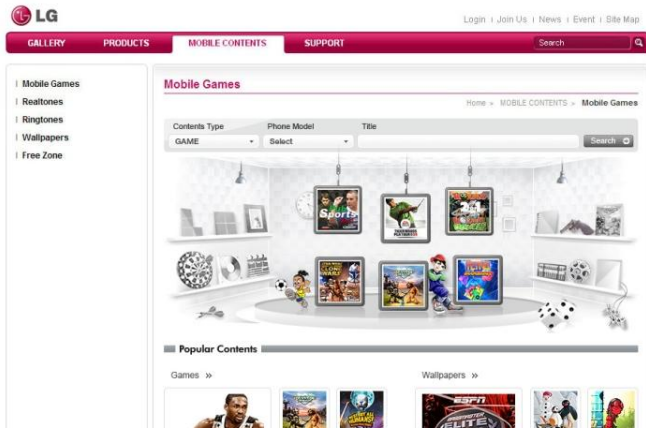 LG
Login | Join Us | News | Event | Site Map
GALLERY PRODUCTS MOBILE CONTENTS SUPPORT Search
Mobile Games
Realtones
Ringtones
Wallpapers
Free Zone
Mobile Games
Home » MOBILE CONTENTS » Mobile Games
Contents Type Phone Model Title
GAME Select Search
Sports
CLONE
WARS
Popular Contents
Games »
Wallpapers »
ESPN
ELITE